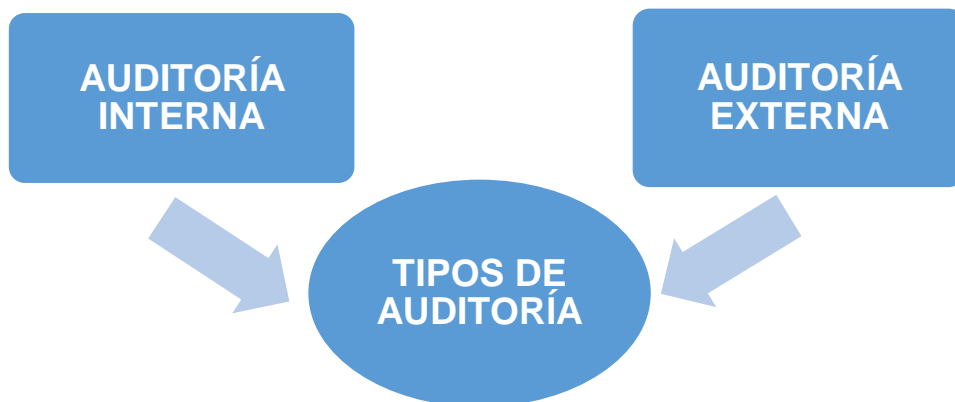 AUDITORÍA
INTERNA
AUDITORÍA
EXTERNA
TIPOS DE
AUDITORÍA